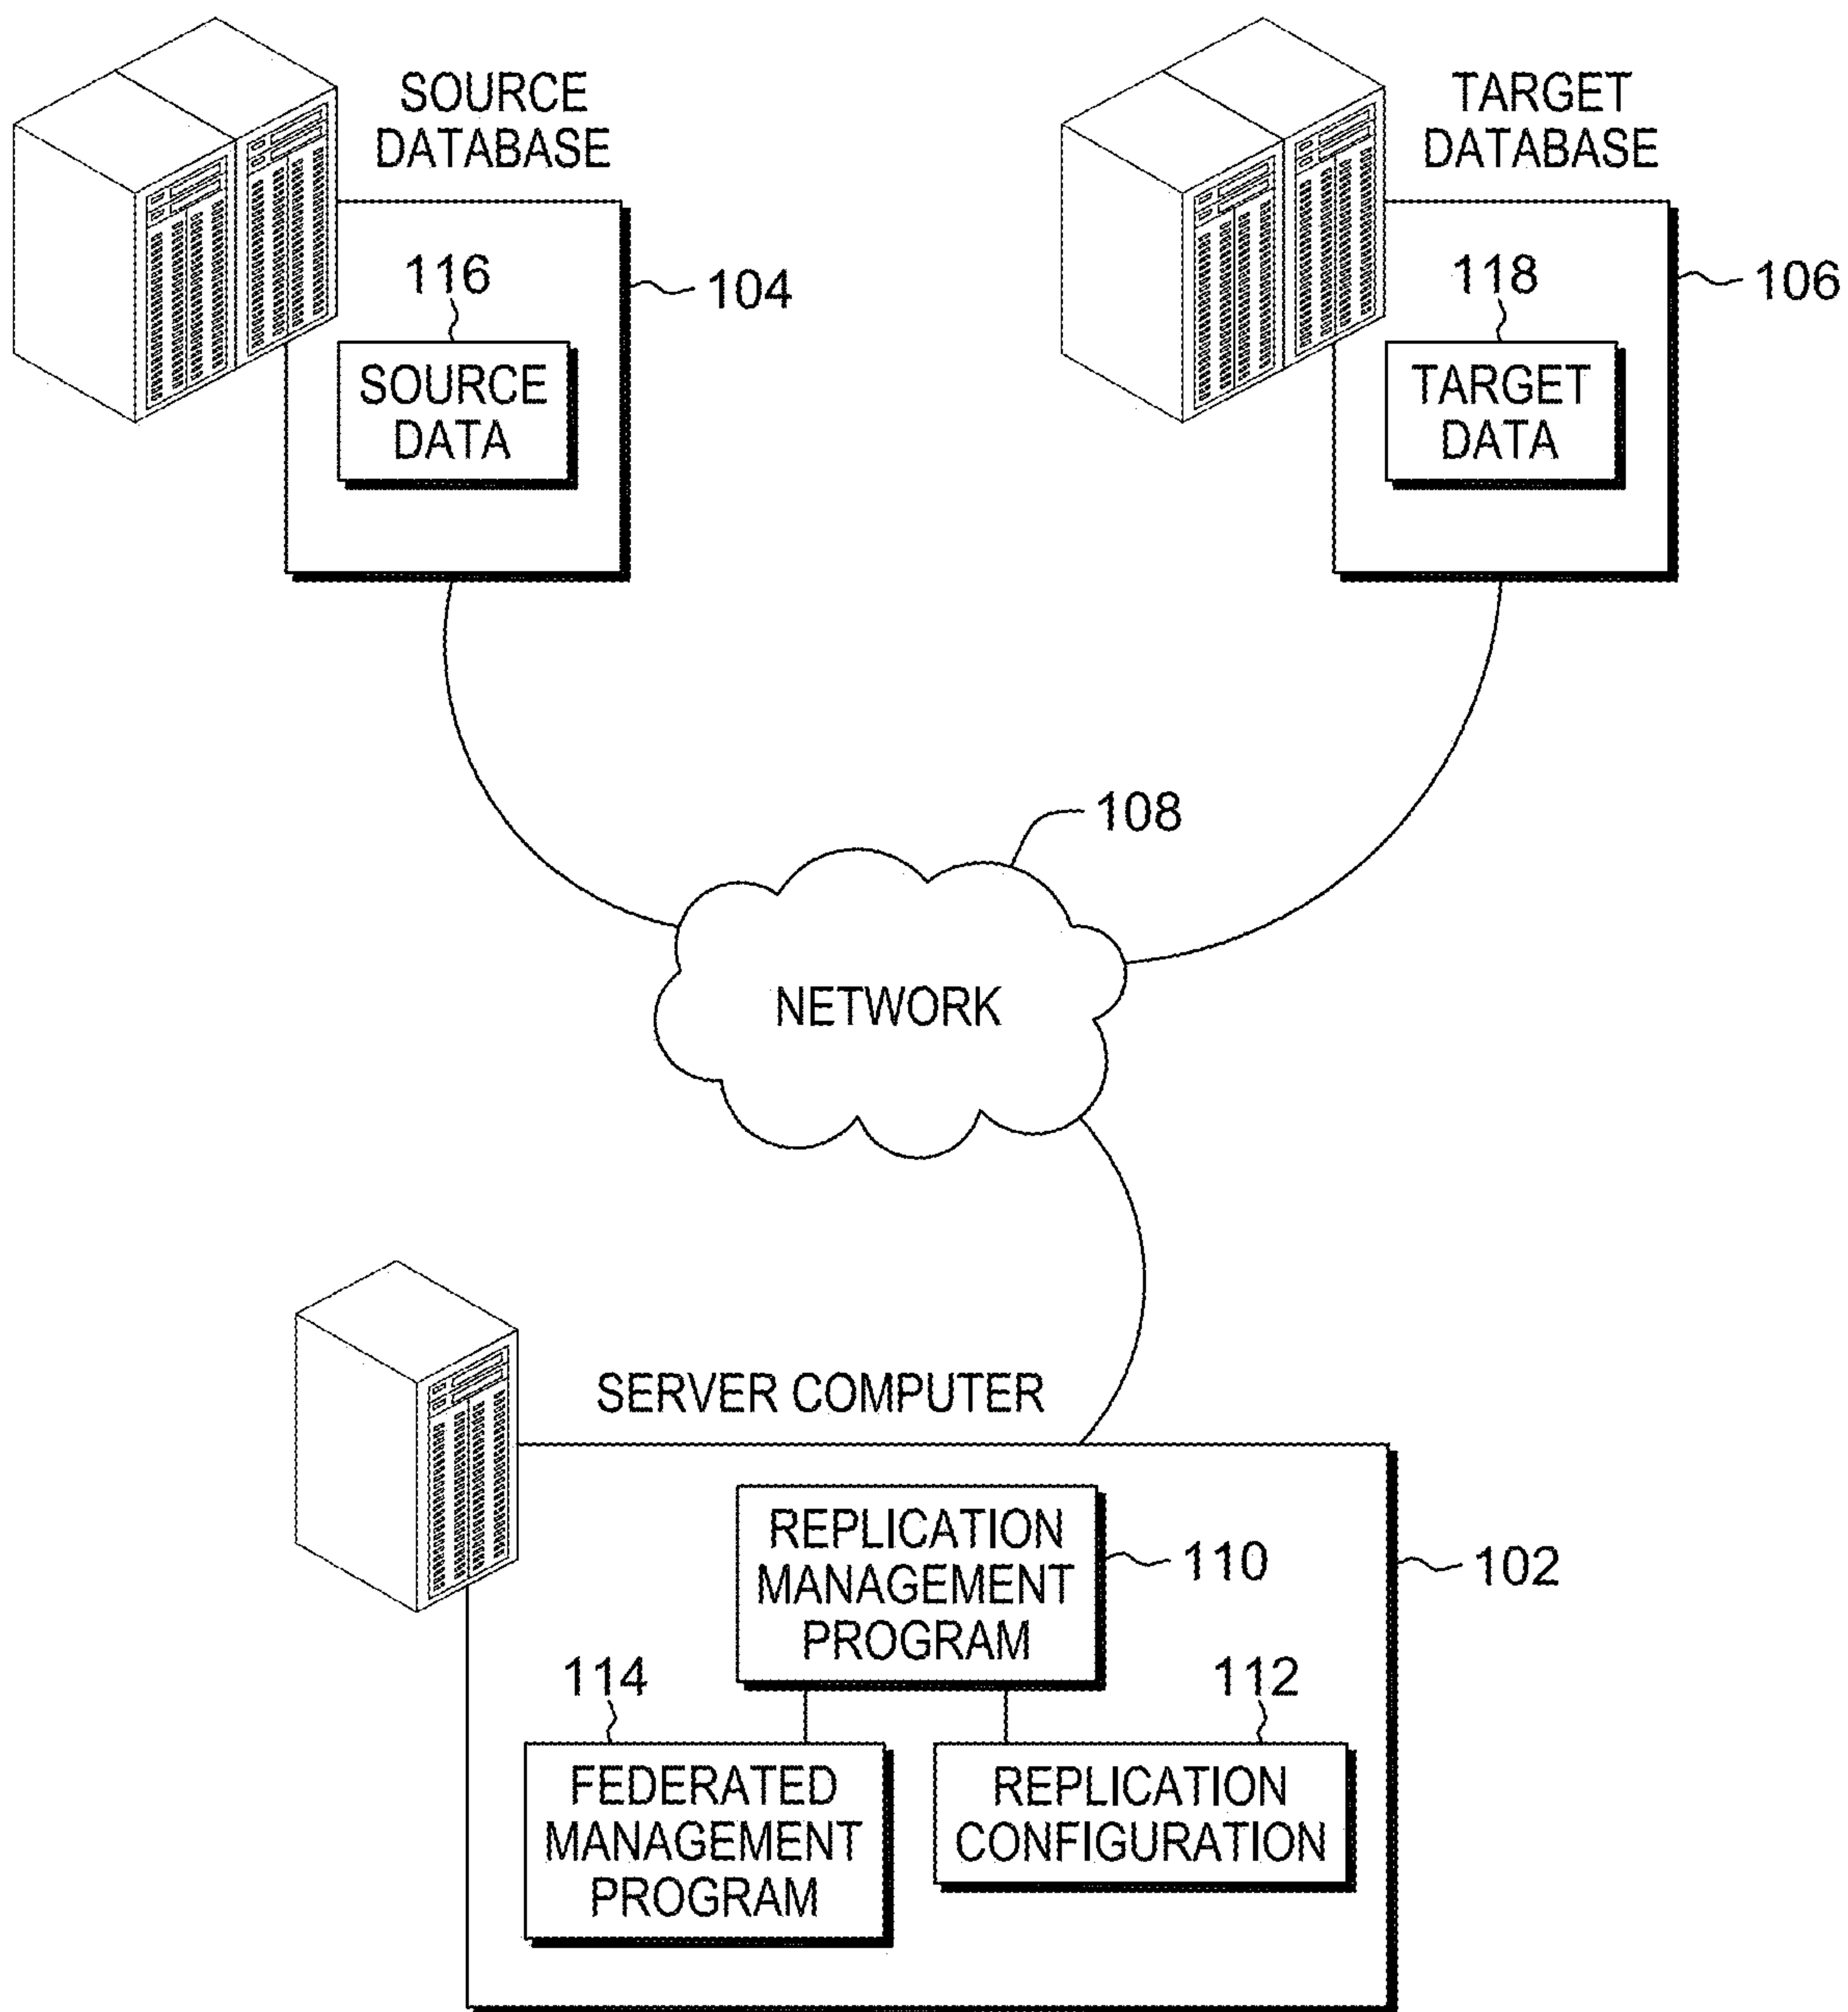 SOURCE
DATABASE
TARGET
DATABASE
116
104
118
106
SOURCE
DATA
TARGET
DATA
108
NETWORK
SERVER COMPUTER
REPLICATION
MANAGEMENT
PROGRAM
110
102
114
112
FEDERATED
MANAGEMENT
PROGRAM
REPLICATION
CONFIGURATION